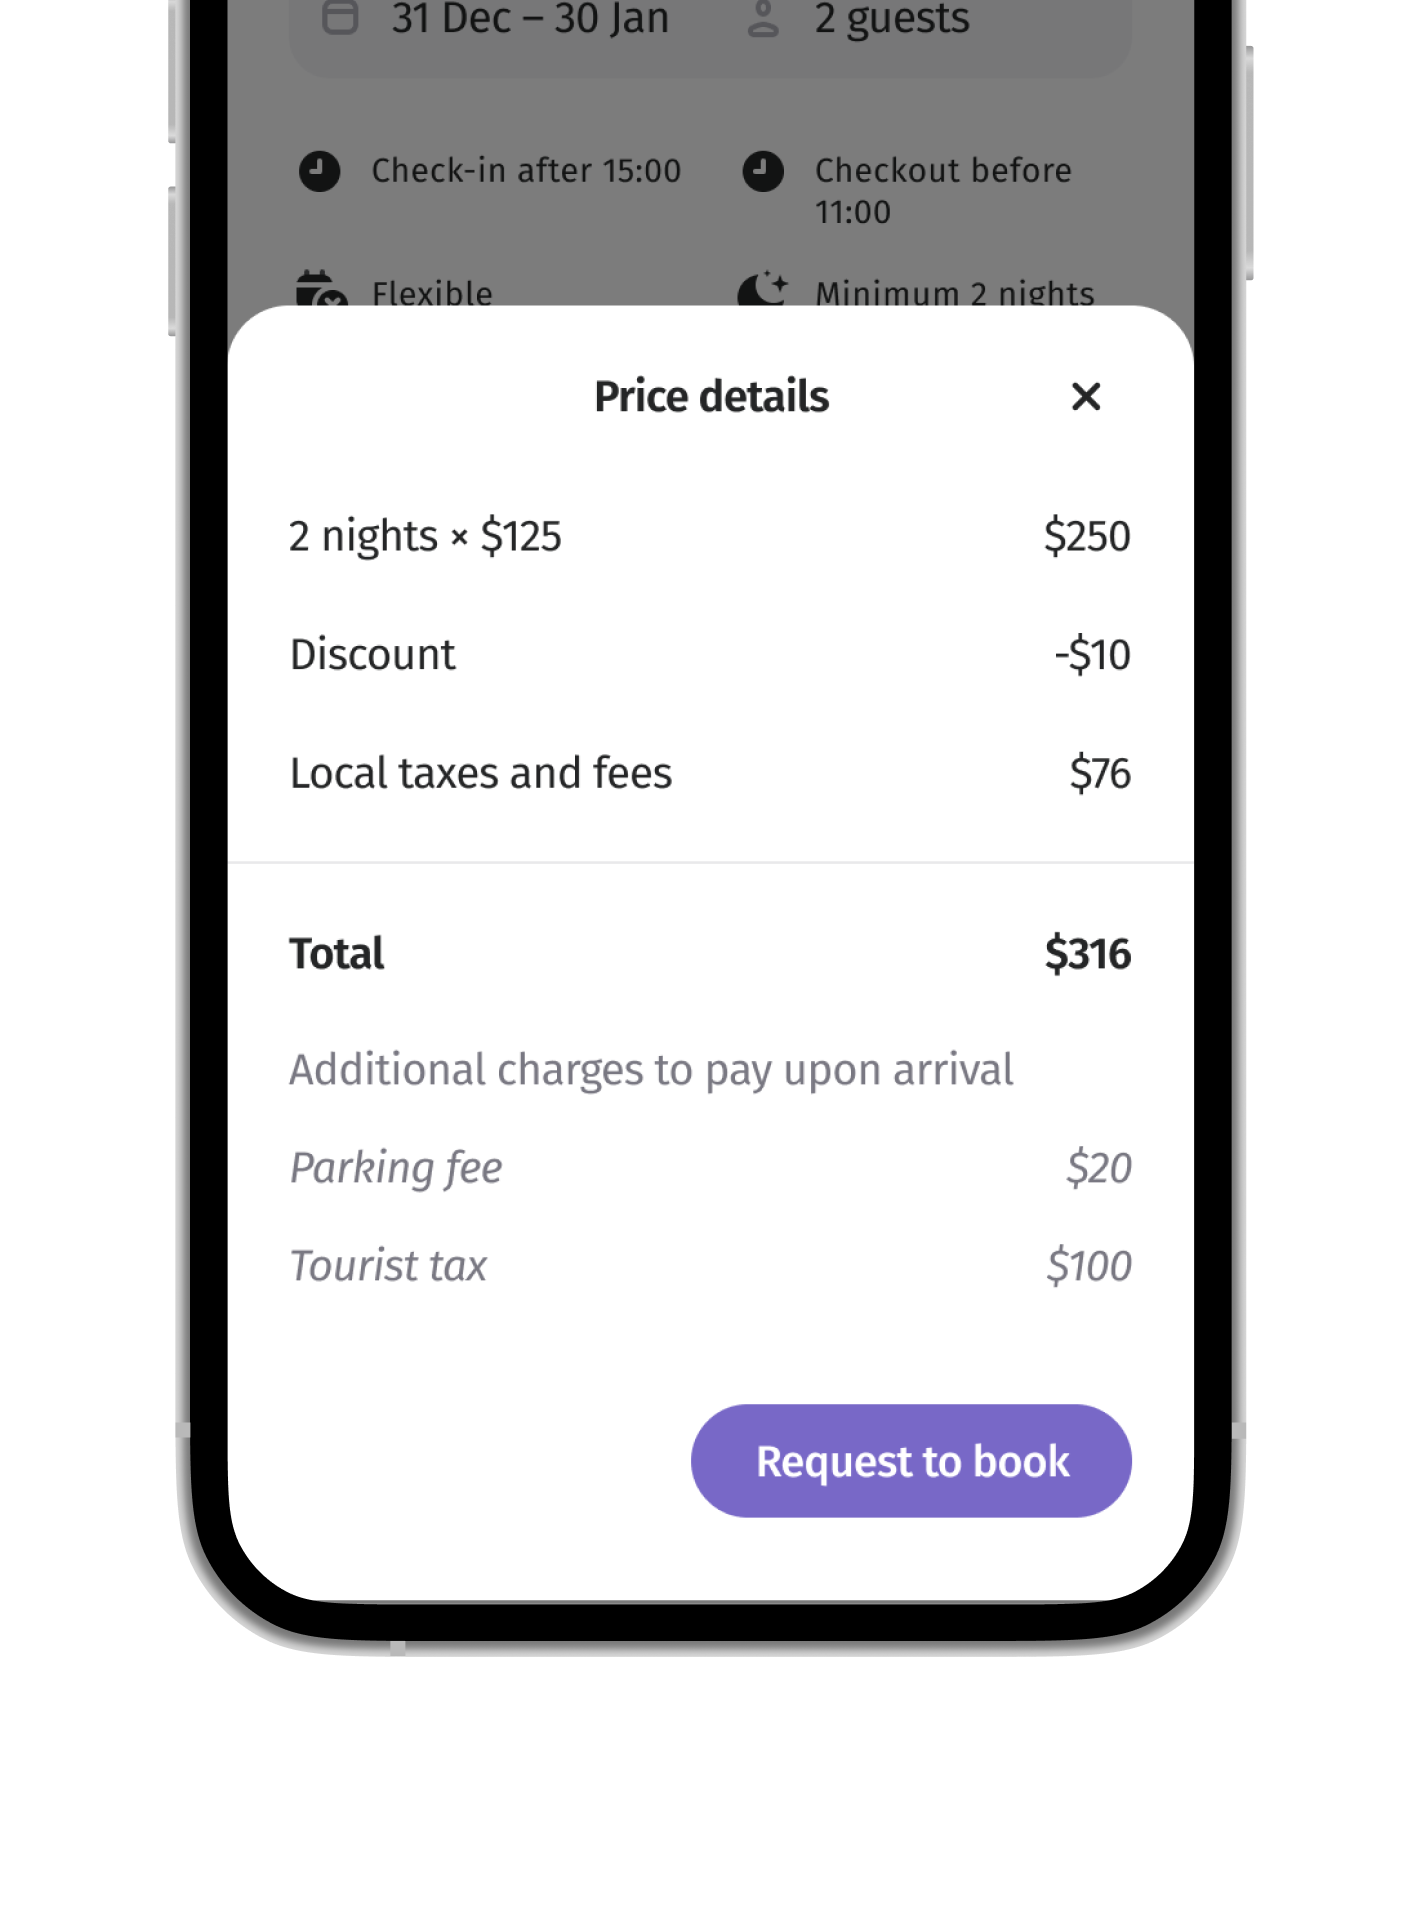 31 Dec – 30 Jan
2 guests
Check-in after 15:00
Checkout before
11:00
Flexible
Minimum 2 nights
Price details
2 nights × $125
$250
Discount
-$10
Local taxes and fees
$76
Total
$316
Additional charges to pay upon arrival
Parking fee
$20
Tourist tax
$100
Request to book